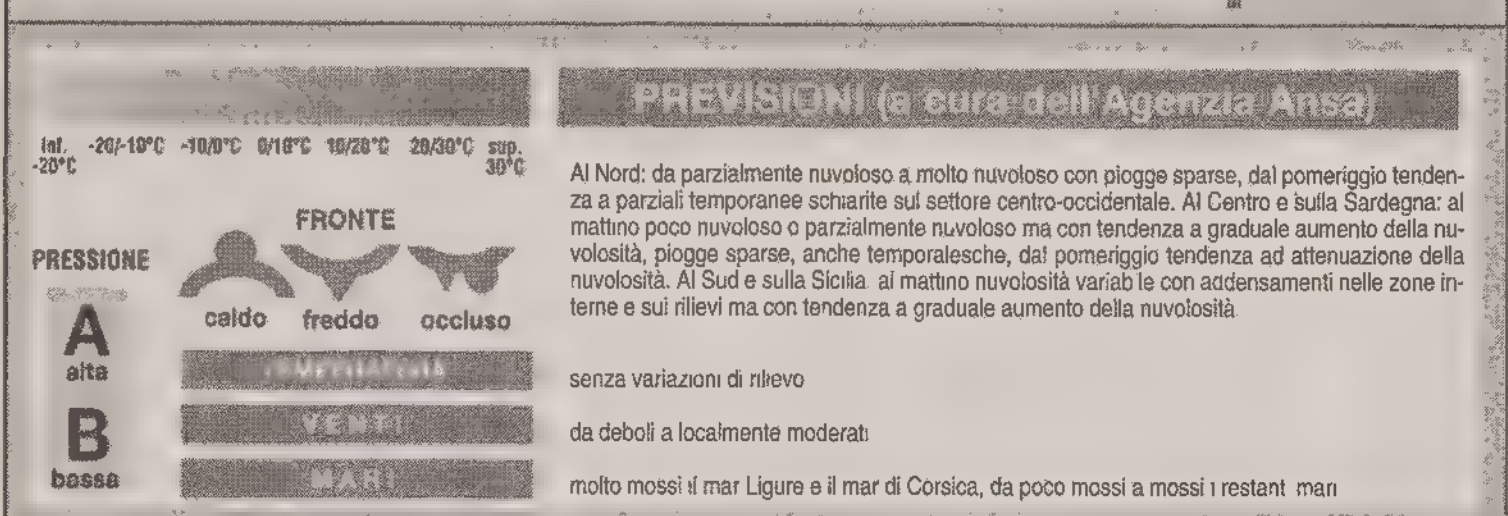 PREVISIONI (a cura dell'Agenzia Ansa)
inf. -20/-10°C -10/0°C 0/10°C 10/20°C 20/30°C sup.
-20°C 30°C
FRONTE
PRESSIONE
caldo freddo occluso
A
alta
B
bassa
Al Nord: da parzialmente nuvoloso a molto nuvoloso con piogge sparse, dal pomeriggio tenden-
za a parziali temporanee schiarite sul settore centro-occidentale. Al Centro e sulla Sardegna: al
mattino poco nuvoloso o parzialmente nuvoloso ma con tendenza a graduale aumento della nu-
volosità, piogge sparse, anche temporalesche, dal pomeriggio tendenza ad attenuazione della
nuvolosità. Al Sud e sulla Sicilia. al mattino nuvolosità variabile con addensamenti nelle zone in-
terne e sui rilievi ma con tendenza a graduale aumento della nuvolosità
TEMPERATURA
senza variazioni di rilievo
VENTI
da deboli a localmente moderati
MARI
molto mossi il mar Ligure e il mar di Corsica, da poco mossi a mossi i restanti mari